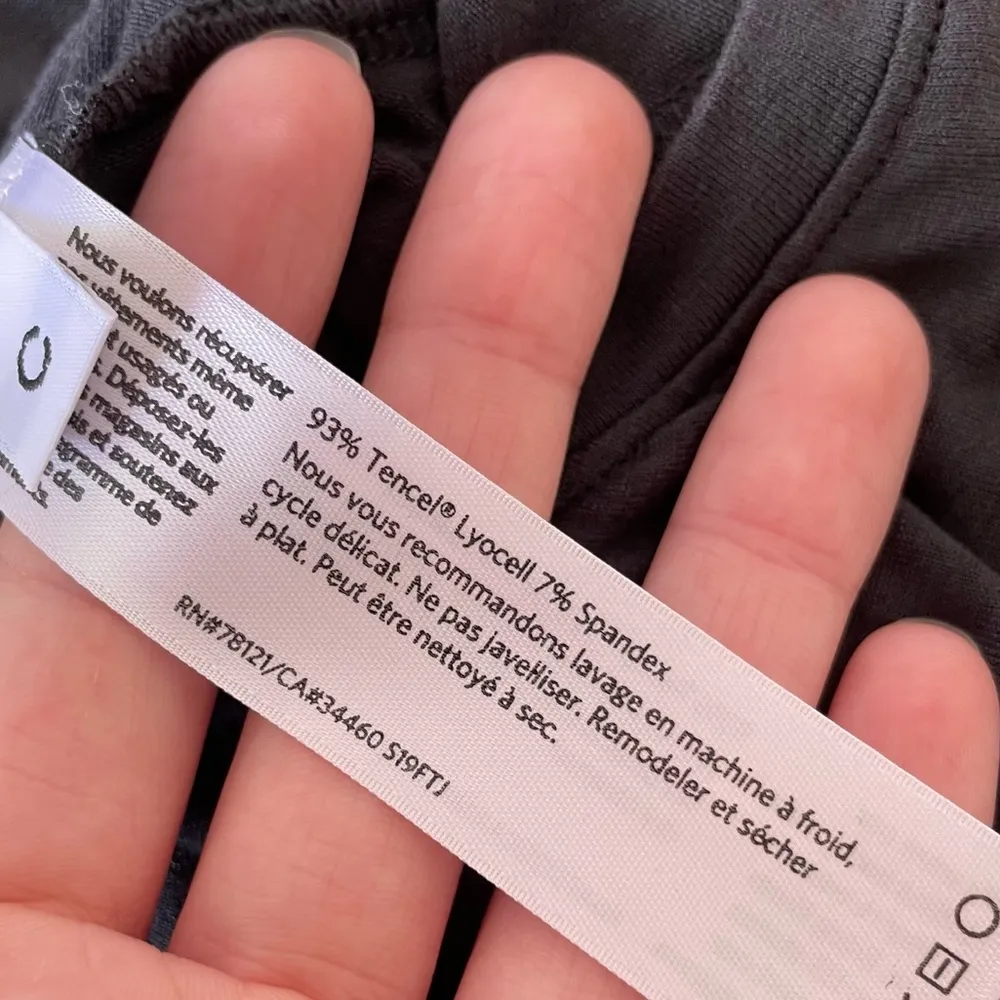 Nous voulons récupérer
vêtements même
usagés ou
Déposez-les
magasins aux
et soutenez
de
des
93% Tencel® Lyocell 7% Spandex
Nous vous recommandons lavage en machine à froid,
cycle délicat. Ne pas javelliser. Remodeler et sécher
à plat. Peut être nettoyé à sec.
RN#78121/CA#34460 S19FTJ